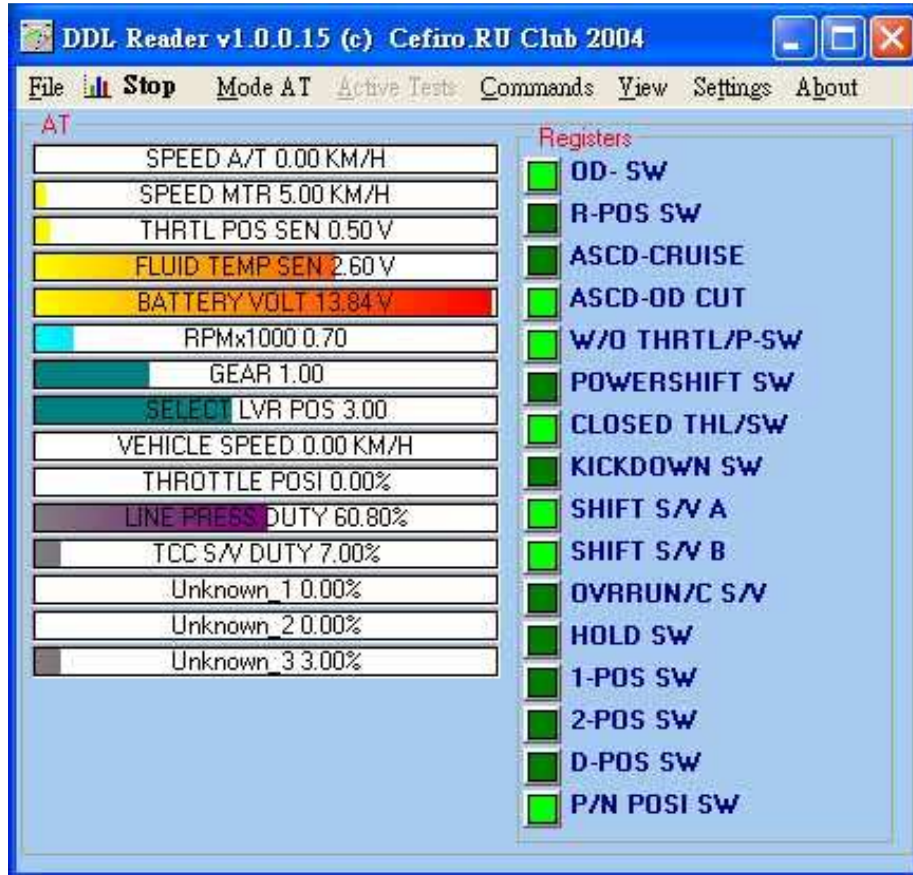 DDL Reader v1.0.0.15 (c) Cefiro.RU Club 2004
File Stop Mode AT Active Tests Commands View Settings About
AT
SPEED A/T 0.00 KM/H
SPEED MTR 5.00 KM/H
THRTL POS SEN 0.50 V
FLUID TEMP SEN 2.60 V
BATTERY VOLT 13.84 V
RPMx1000 0.70
GEAR 1.00
SELECT LVR POS 3.00
VEHICLE SPEED 0.00 KM/H
THROTTLE POSI 0.00%
LINE PRESS DUTY 60.80%
TCC S/V DUTY 7.00%
Unknown_1 0.00%
Unknown_2 0.00%
Unknown_3 3.00%
Registers
OD- SW
R-POS SW
ASCD-CRUISE
ASCD-OD CUT
W/O THRTL/P-SW
POWERSHIFT SW
CLOSED THL/SW
KICKDOWN SW
SHIFT S/V A
SHIFT S/V B
OVRRUN/C S/V
HOLD SW
1-POS SW
2-POS SW
D-POS SW
P/N POSI SW